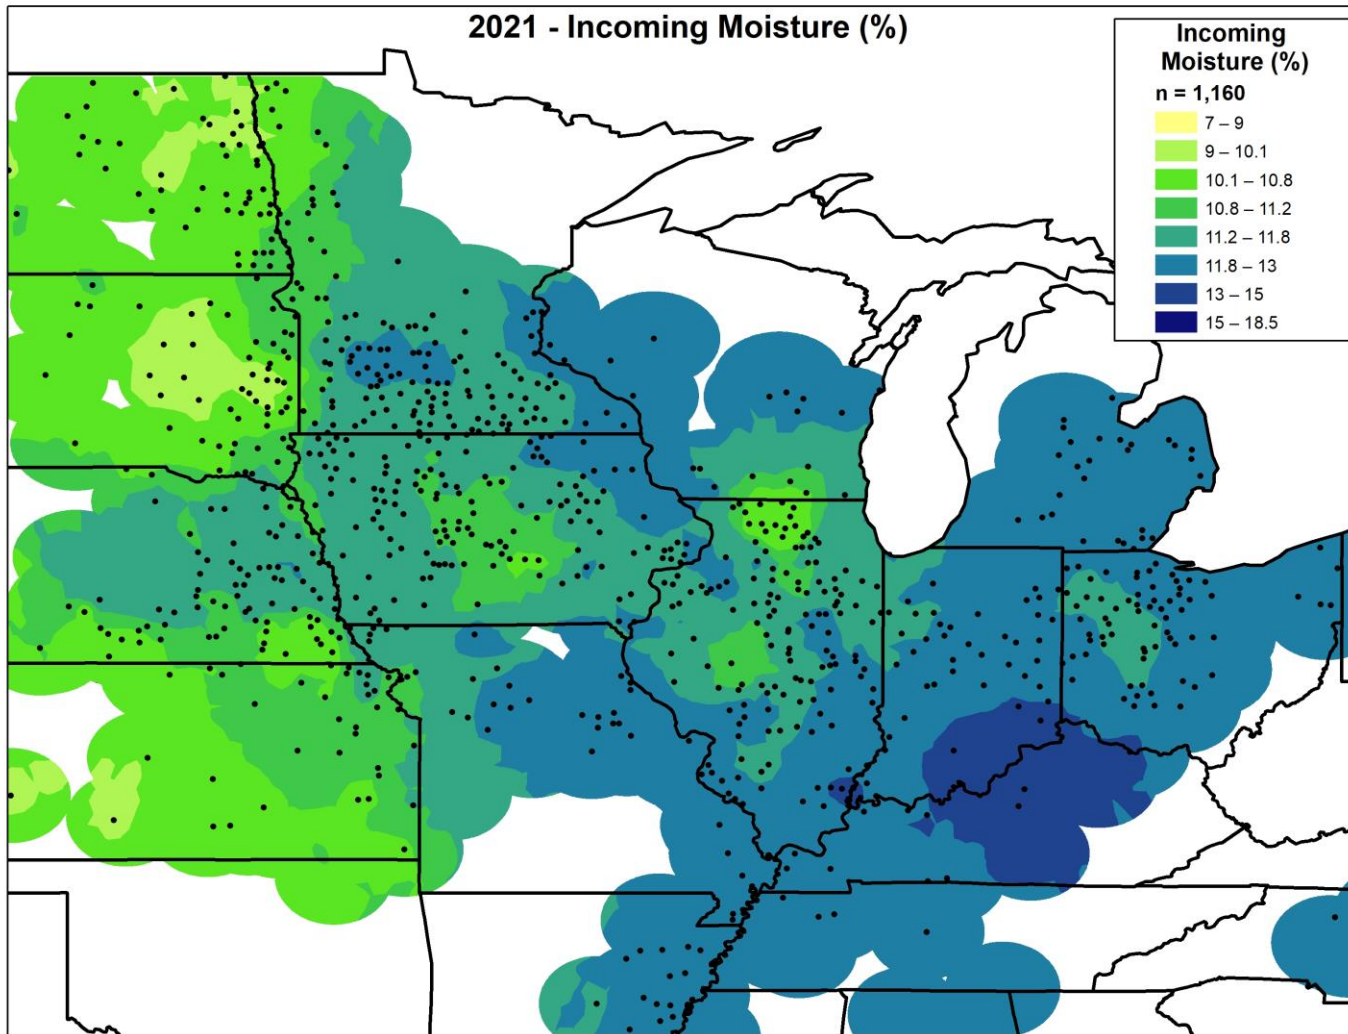 2021 - Incoming Moisture (%)
Incoming
Moisture (%)
n = 1,160
7 – 9
9 – 10.1
10.1 – 10.8
10.8 – 11.2
11.2 – 11.8
11.8 – 13
13 – 15
15 – 18.5